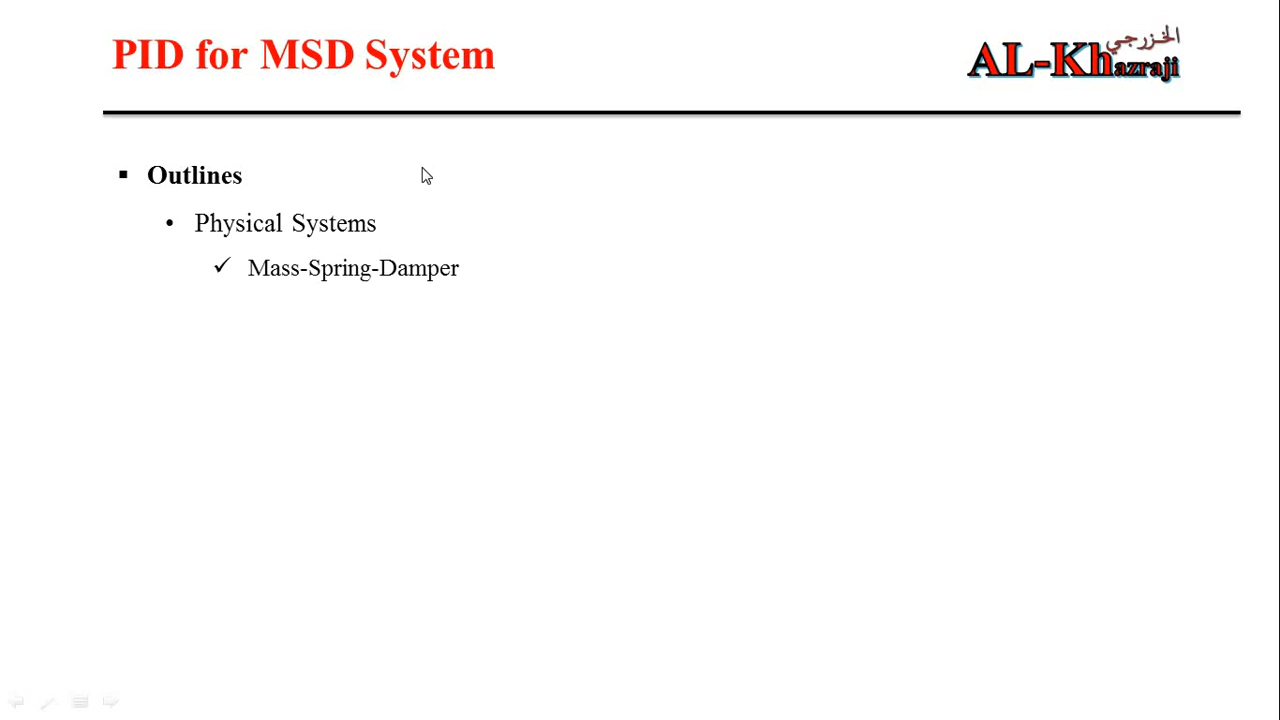 PID for MSD System
الخزرجي
AL-Khazraji
Outlines
Physical Systems
Mass-Spring-Damper